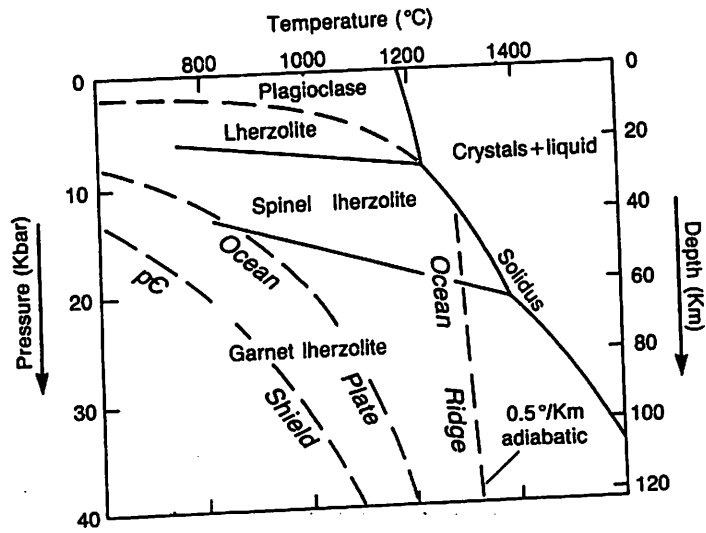 Temperature (°C)
800 1000 1200 1400
0
10
20
30
40
Pressure (Kbar)
0
20
40
60
80
100
120
Depth (Km)
Plagioclase
Lherzolite
Crystals+liquid
Spinel lherzolite
Solidus
Ocean
Plate
Ocean
Ridge
pЄ
Shield
Garnet lherzolite
0.5°/Km
adiabatic